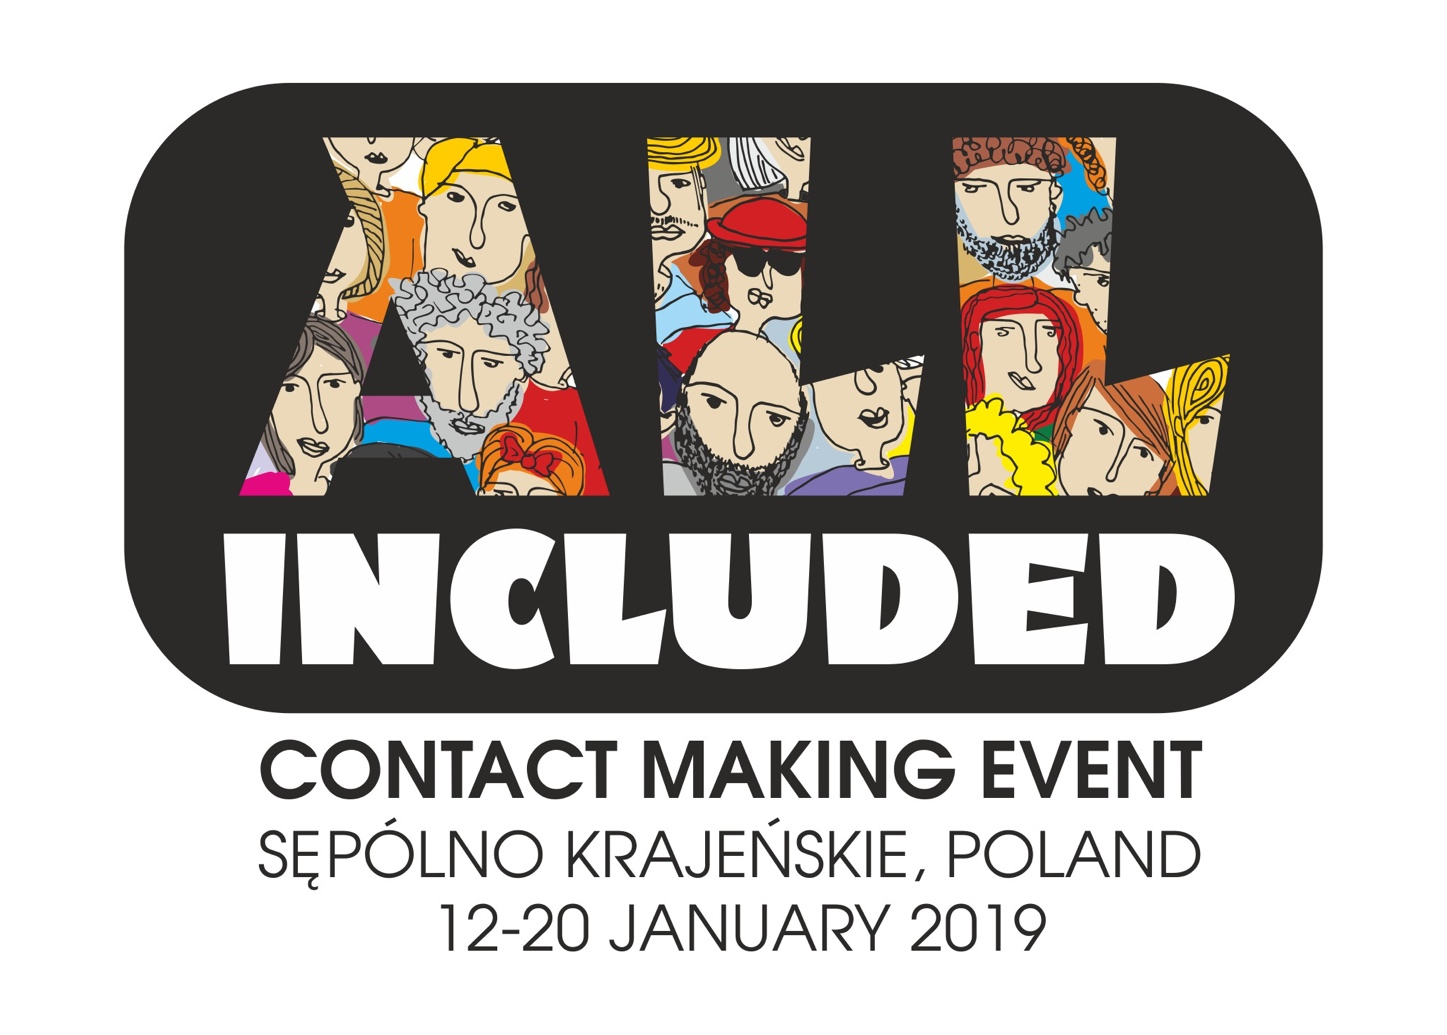 ALL
INCLUDED
CONTACT MAKING EVENT
SĘPÓLNO KRAJEŃSKIE, POLAND
12-20 JANUARY 2019